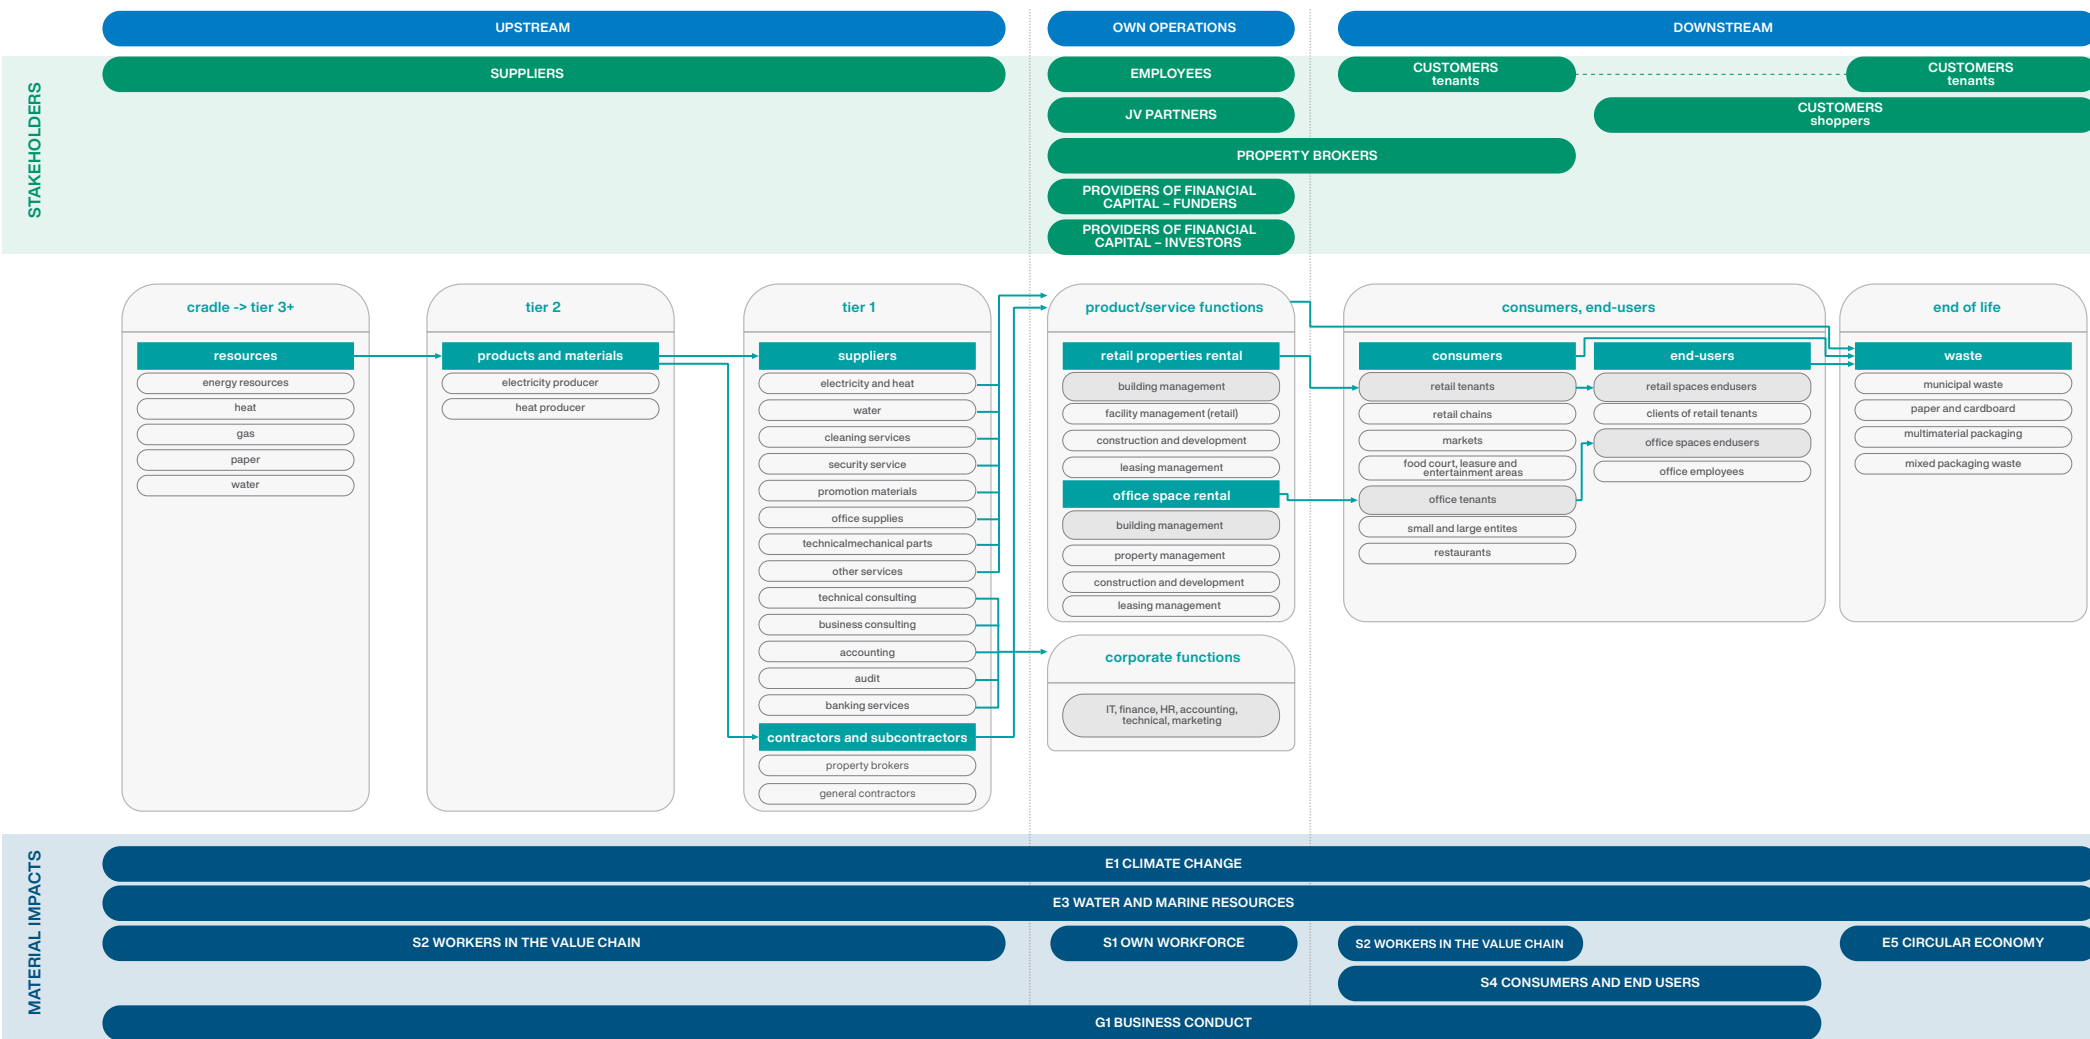 UPSTREAM
OWN OPERATIONS
DOWNSTREAM
STAKEHOLDERS
SUPPLIERS
EMPLOYEES
CUSTOMERS
tenants
CUSTOMERS
tenants
JV PARTNERS
CUSTOMERS
shoppers
PROPERTY BROKERS
PROVIDERS OF FINANCIAL
CAPITAL – FUNDERS
PROVIDERS OF FINANCIAL
CAPITAL – INVESTORS
cradle -> tier 3+
resources
energy resources
heat
gas
paper
water
tier 2
products and materials
electricity producer
heat producer
tier 1
suppliers
electricity and heat
water
cleaning services
security service
promotion materials
office supplies
technicalmechanical parts
other services
technical consulting
business consulting
accounting
audit
banking services
contractors and subcontractors
property brokers
general contractors
product/service functions
retail properties rental
building management
facility management (retail)
construction and development
leasing management
office space rental
building management
property management
construction and development
leasing management
corporate functions
IT, finance, HR, accounting,
technical, marketing
consumers, end-users
consumers
retail tenants
retail chains
markets
food court, leasure and
entertainment areas
office tenants
small and large entites
restaurants
end-users
retail spaces endusers
clients of retail tenants
office spaces endusers
office employees
end of life
waste
municipal waste
paper and cardboard
multimaterial packaging
mixed packaging waste
MATERIAL IMPACTS
E1 CLIMATE CHANGE
E3 WATER AND MARINE RESOURCES
S2 WORKERS IN THE VALUE CHAIN
S1 OWN WORKFORCE
S2 WORKERS IN THE VALUE CHAIN
E5 CIRCULAR ECONOMY
S4 CONSUMERS AND END USERS
G1 BUSINESS CONDUCT